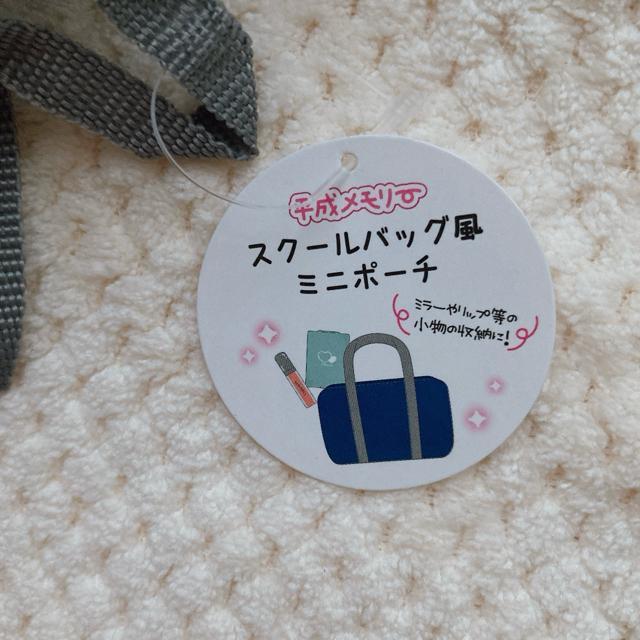 平成メモリー
スクールバッグ風
ミニポーチ
ミラーやリップ等の
小物の収納に!